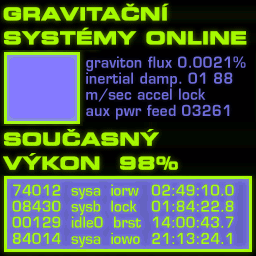 GRAVITAČNÍ
SYSTÉMY ONLINE
graviton flux 0.0021%
inertial damp. 01 88
m/sec accel lock
aux pwr feed 03261
SOUČASNÝ
VÝKON 98%
74012 sysa iorw 02:49:10.0
08430 sysb lock 01:84:22.8
00129 idle0 brst 14:00:43.7
84014 sysa iowo 21:13:24.1